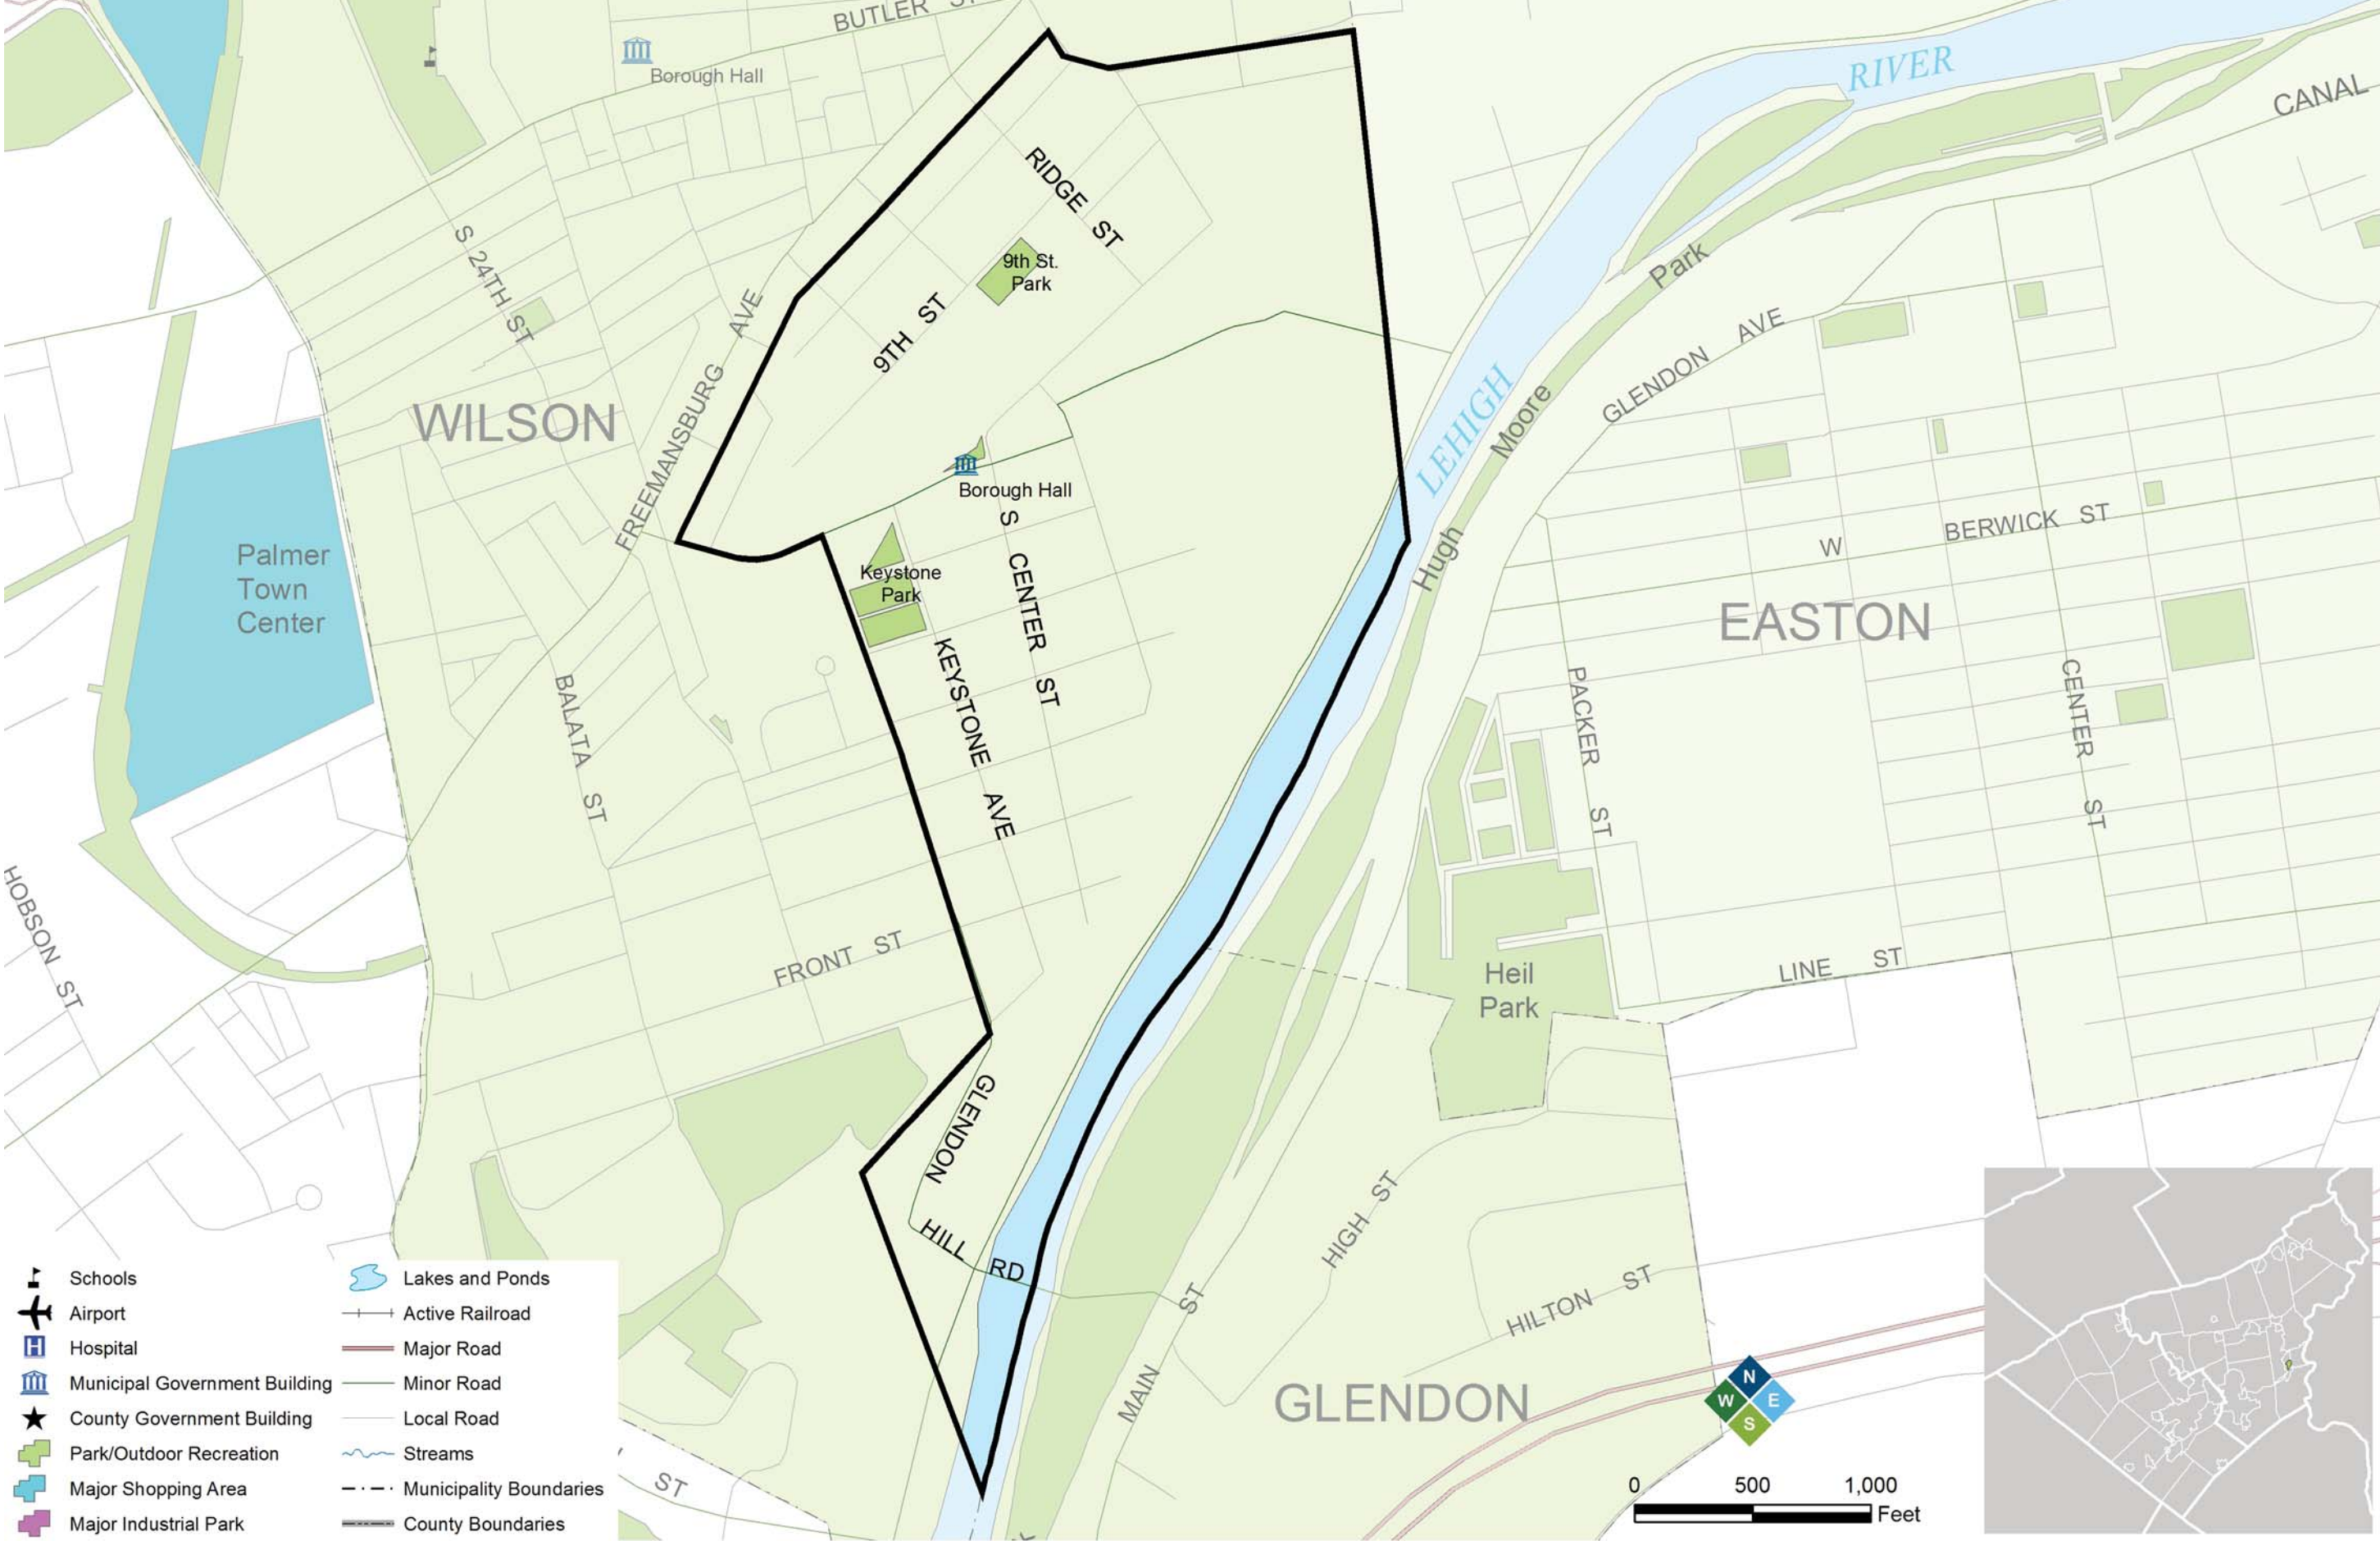 BUTLER
Borough Hall
RIVER
CANAL
RIDGE ST
9th St.
Park
S 24TH ST
Park
9TH ST
FREEMANSBURG AVE
GLENDON AVE
WILSON
LEHIGH
Moore
Borough Hall
Hugh
S CENTER ST
W BERWICK ST
Palmer
Town
Center
Keystone
Park
EASTON
KEYSTONE AVE
BALATA ST
PACKER ST
CENTER ST
HOBSON ST
FRONT ST
LINE ST
Heil
Park
GLENDON
HILL RD
HIGH ST
HILTON ST
MAIN ST
GLENDON
ST
Schools
Airport
H Hospital
Municipal Government Building
County Government Building
Park/Outdoor Recreation
Major Shopping Area
Major Industrial Park
Lakes and Ponds
Active Railroad
Major Road
Minor Road
Local Road
Streams
Municipality Boundaries
County Boundaries
N
W E
S
0 500 1,000
Feet